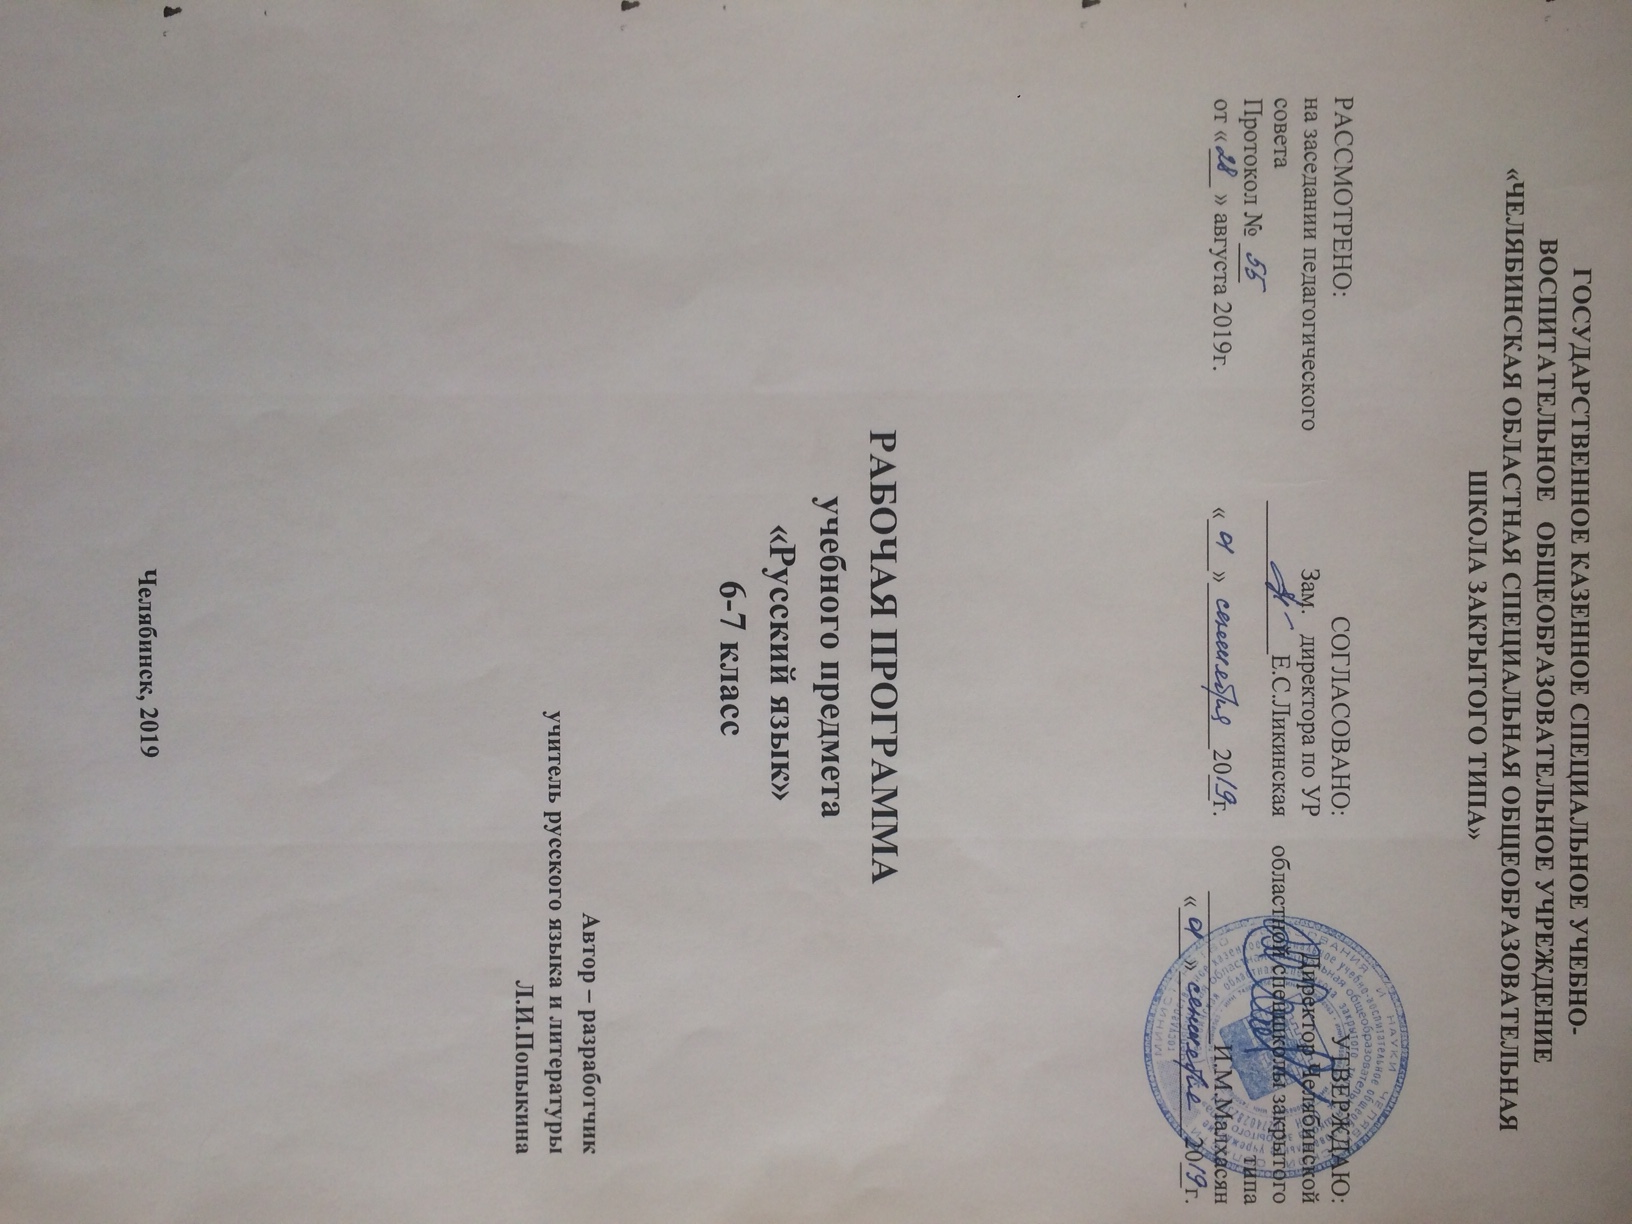 ГОСУДАРСТВЕННОЕ КАЗЕННОЕ СПЕЦИАЛЬНОЕ УЧЕБНО-
ВОСПИТАТЕЛЬНОЕ ОБЩЕОБРАЗОВАТЕЛЬНОЕ УЧРЕЖДЕНИЕ
«ЧЕЛЯБИНСКАЯ ОБЛАСТНАЯ СПЕЦИАЛЬНАЯ ОБЩЕОБРАЗОВАТЕЛЬНАЯ
ШКОЛА ЗАКРЫТОГО ТИПА»
РАССМОТРЕНО:
на заседании педагогического
совета
Протокол № 55
от «28» августа 2019г.
СОГЛАСОВАНО:
Зам. директора по УР
Е.С.Ликинская
« » сентября 2019г.
УТВЕРЖДАЮ:
Директор Челябинской
областной спецшколы закрытого
типа
И.М.Малхасян
« » сентября 2019г.
РАБОЧАЯ ПРОГРАММА
учебного предмета
«Русский язык»
6-7 класс
Автор – разработчик
учитель русского языка и литературы
Л.И.Попыкина
Челябинск, 2019